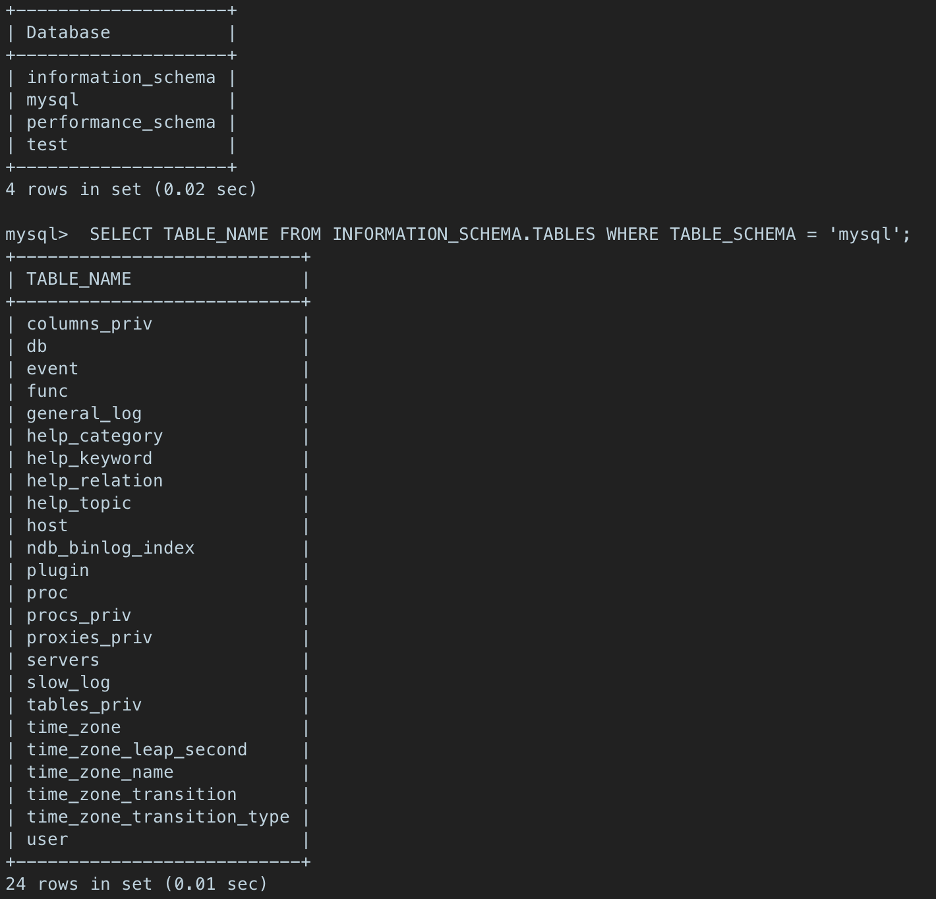 +--------------------+
| Database           |
+--------------------+
| information_schema |
| mysql              |
| performance_schema |
| test               |
+--------------------+
4 rows in set (0.02 sec)

mysql>  SELECT TABLE_NAME FROM INFORMATION_SCHEMA.TABLES WHERE TABLE_SCHEMA = 'mysql';
+---------------------------+
| TABLE_NAME                |
+---------------------------+
| columns_priv              |
| db                        |
| event                     |
| func                      |
| general_log               |
| help_category             |
| help_keyword              |
| help_relation             |
| help_topic                |
| host                      |
| ndb_binlog_index          |
| plugin                    |
| proc                      |
| procs_priv                |
| proxies_priv              |
| servers                   |
| slow_log                  |
| tables_priv               |
| time_zone                 |
| time_zone_leap_second     |
| time_zone_name            |
| time_zone_transition      |
| time_zone_transition_type |
| user                      |
+---------------------------+
24 rows in set (0.01 sec)